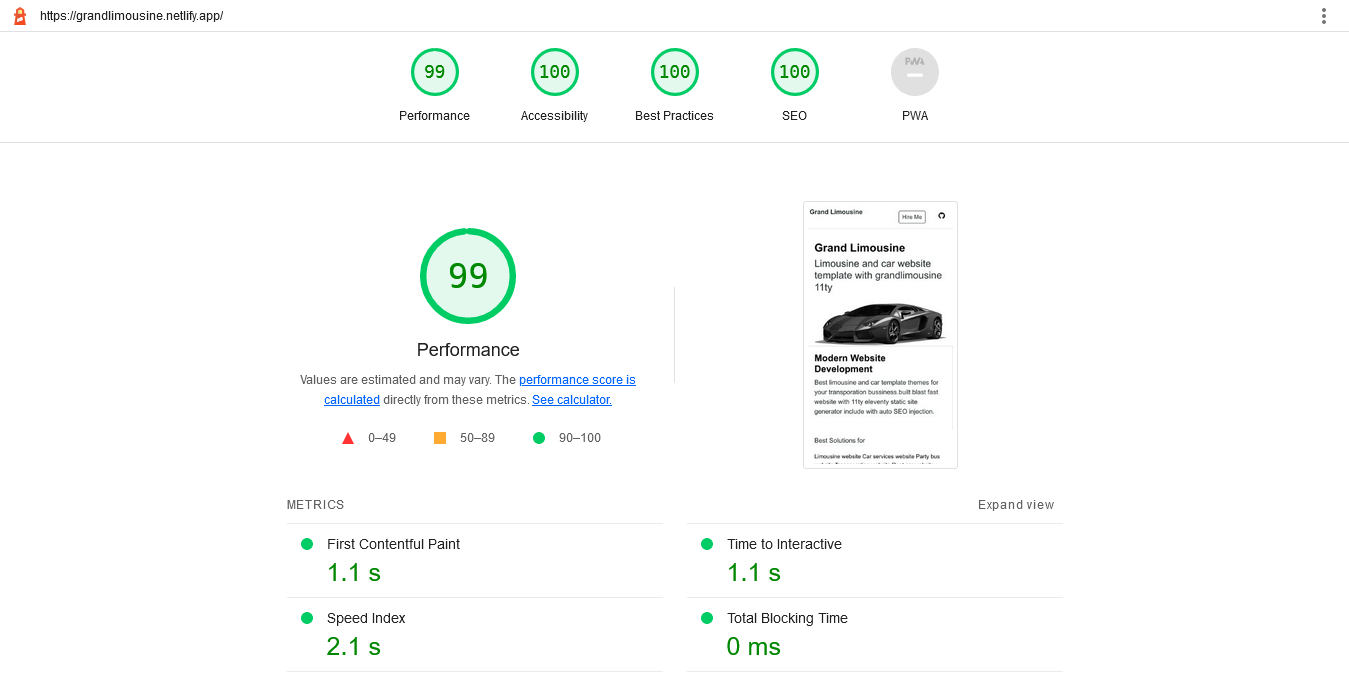 https://grandlimousine.netlify.app/
99
100
100
100
PWA
Performance
Accessibility
Best Practices
SEO
PWA
99
Performance
Values are estimated and may vary. The performance score is
calculated directly from these metrics. See calculator.
0–49
50–89
90–100
Grand Limousine
Hire Me
Grand Limousine
Limousine and car website
template with grandlimousine
11ty
Modern Website
Development
Best limousine and car template themes for
your transporation bussiness.built blast fast
website with 11ty eleventy static site
generator include with auto SEO injection.
Best Solutions for
Limousine website Car services website Party bus
METRICS
Expand view
First Contentful Paint
1.1 s
Time to Interactive
1.1 s
Speed Index
2.1 s
Total Blocking Time
0 ms